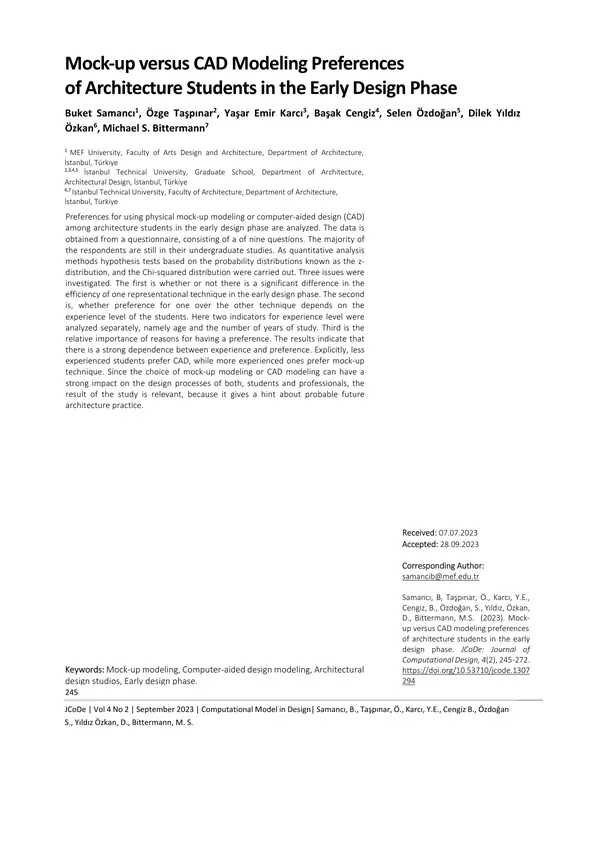 Mock-up versus CAD Modeling Preferences
of Architecture Students in the Early Design Phase
Buket Samancı1, Özge Taşpınar2, Yaşar Emir Karcı3, Başak Cengiz4, Selen Özdoğan5, Dilek Yıldız
Özkan6, Michael S. Bittermann7
1 MEF University, Faculty of Arts Design and Architecture, Department of Architecture,
İstanbul, Türkiye
2,3,4,5 İstanbul Technical University, Graduate School, Department of Architecture,
Architectural Design, İstanbul, Türkiye
6,7 İstanbul Technical University, Faculty of Architecture, Department of Architecture,
İstanbul, Türkiye
Preferences for using physical mock-up modeling or computer-aided design (CAD)
among architecture students in the early design phase are analyzed. The data is
obtained from a questionnaire, consisting of a of nine questions. The majority of
the respondents are still in their undergraduate studies. As quantitative analysis
methods hypothesis tests based on the probability distributions known as the z-
distribution, and the Chi-squared distribution were carried out. Three issues were
investigated. The first is whether or not there is a significant difference in the
efficiency of one representational technique in the early design phase. The second
is, whether preference for one over the other technique depends on the
experience level of the students. Here two indicators for experience level were
analyzed separately, namely age and the number of years of study. Third is the
relative importance of reasons for having a preference. The results indicate that
there is a strong dependence between experience and preference. Explicitly, less
experienced students prefer CAD, while more experienced ones prefer mock-up
technique. Since the choice of mock-up modeling or CAD modeling can have a
strong impact on the design processes of both, students and professionals, the
result of the study is relevant, because it gives a hint about probable future
architecture practice.
Received: 07.07.2023
Accepted: 28.09.2023
Corresponding Author:
samancib@mef.edu.tr
Samancı, B, Taşpınar, Ö., Karcı, Y.E.,
Cengiz, B., Özdoğan, S., Yıldız, Özkan,
D., Bittermann, M.S. (2023). Mock-
up versus CAD modeling preferences
of architecture students in the early
design phase. JCoDe: Journal of
Computational Design, 4(2), 245-272.
https://doi.org/10.53710/jcode.1307
294
Keywords: Mock-up modeling, Computer-aided design modeling, Architectural
design studios, Early design phase.
245
JCoDe | Vol 4 No 2 | September 2023 | Computational Model in Design| Samancı, B., Taşpınar, Ö., Karcı, Y.E., Cengiz B., Özdoğan
S., Yıldız Özkan, D., Bittermann, M. S.